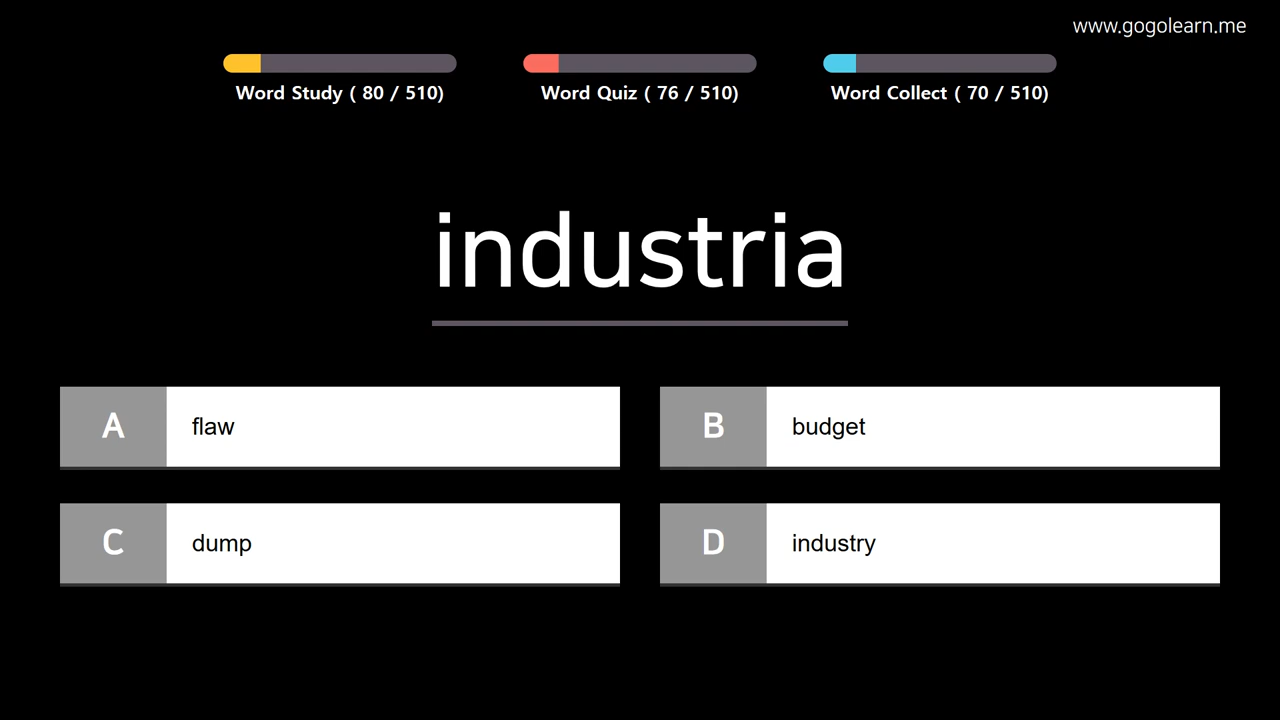 www.gogolearn.me
Word Study ( 80 / 510)
Word Quiz ( 76 / 510)
Word Collect ( 70 / 510)
industria
A
flaw
B
budget
C
dump
D
industry